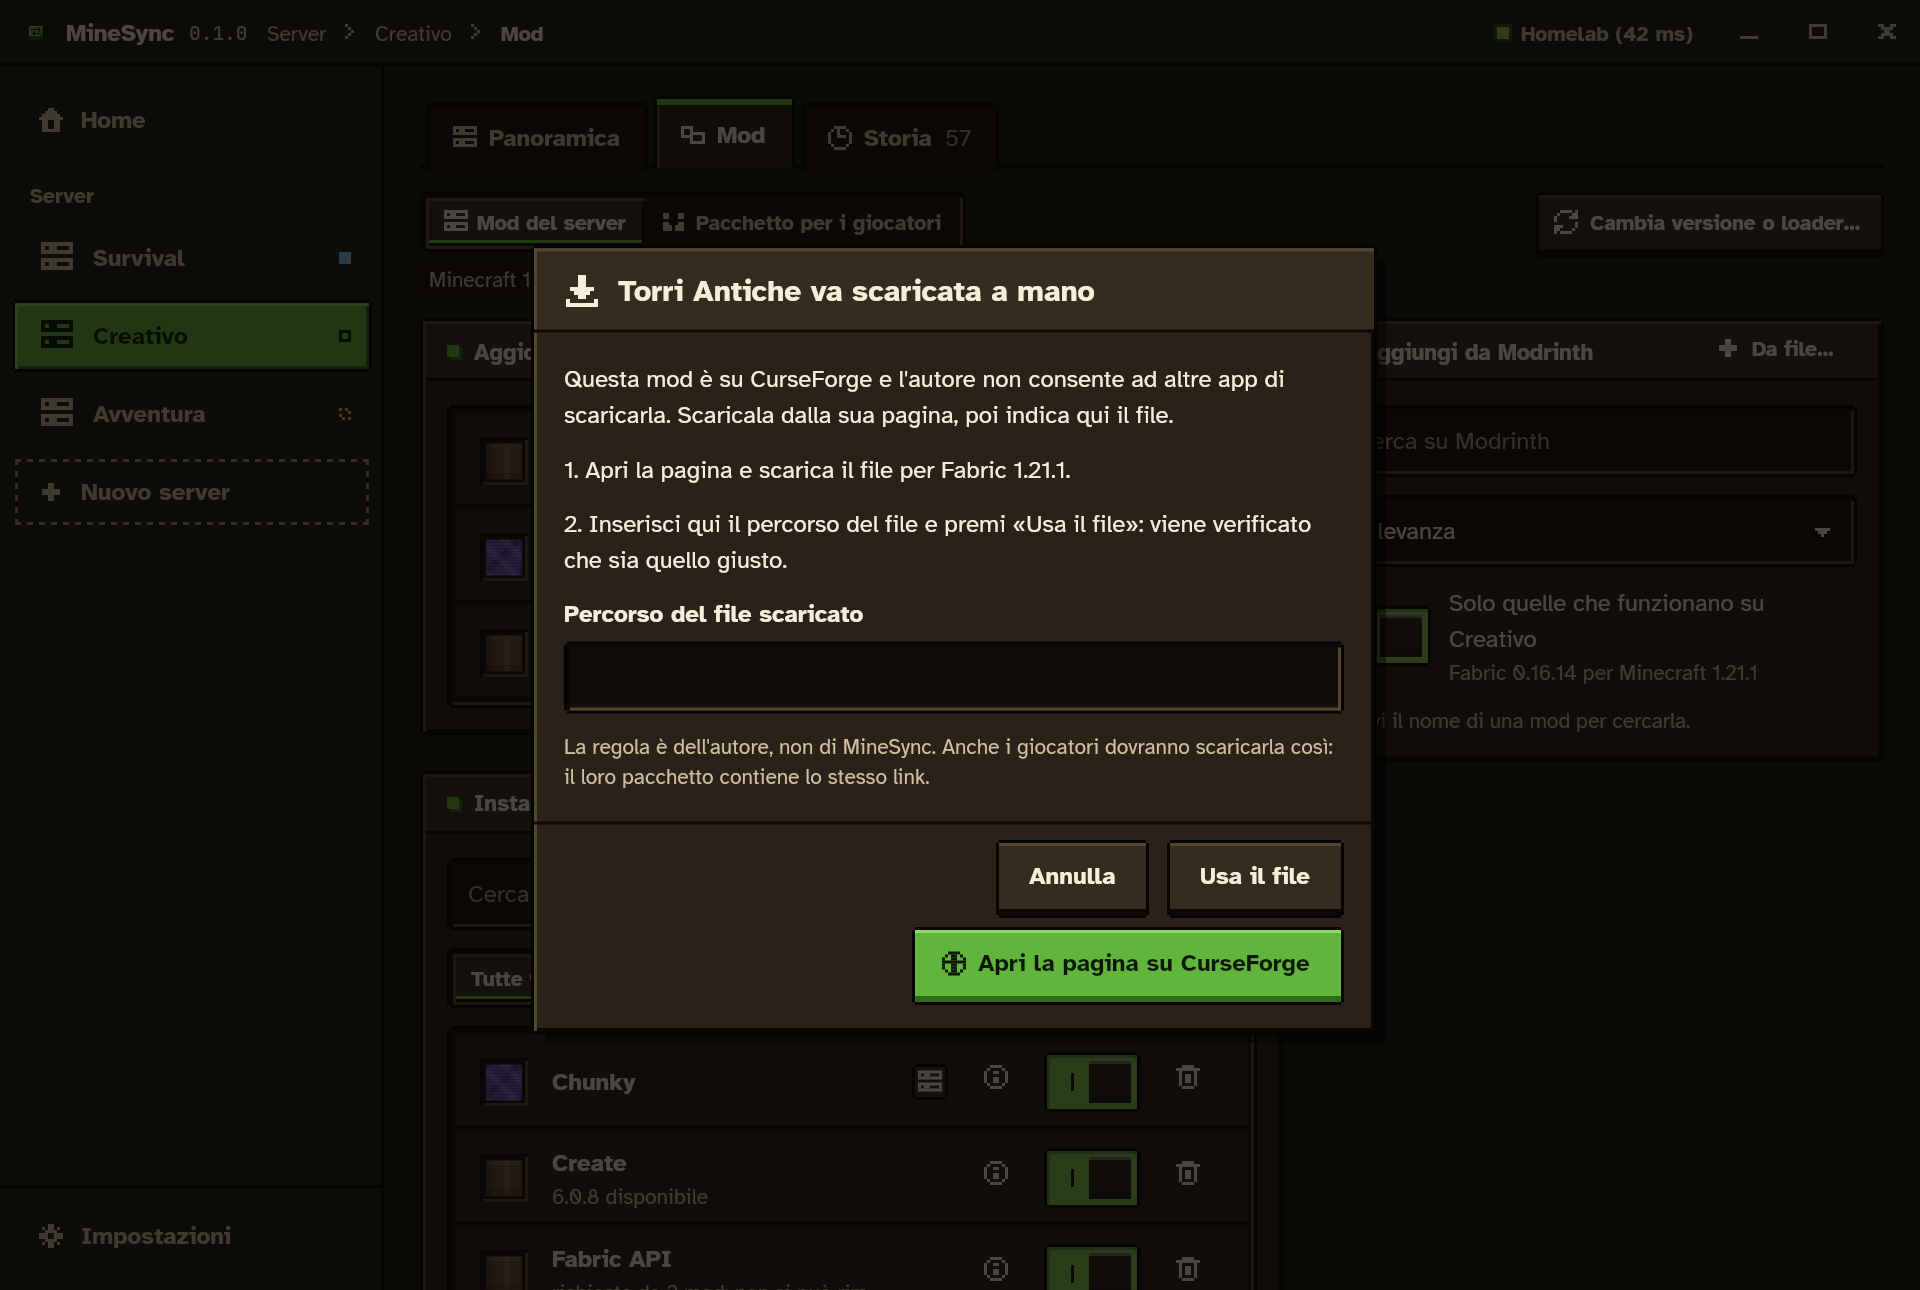 MineSync 0.1.0 Server Creativo Mod
Homelab (42 ms)
Home
Server
Survival
Creativo
Avventura
Nuovo server
Impostazioni
Panoramica
Mod
Storia 57
Mod del server
Pacchetto per i giocatori
Cambia versione o loader...
Minecraft 1
Torri Antiche va scaricata a mano
Questa mod è su CurseForge e l'autore non consente ad altre app di
scaricarla. Scaricala dalla sua pagina, poi indica qui il file.
1. Apri la pagina e scarica il file per Fabric 1.21.1.
2. Inserisci qui il percorso del file e premi «Usa il file»: viene verificato
che sia quello giusto.
Percorso del file scaricato
La regola è dell'autore, non di MineSync. Anche i giocatori dovranno scaricarla così:
il loro pacchetto contiene lo stesso link.
Annulla
Usa il file
Apri la pagina su CurseForge
Aggio
ggiungi da Modrinth
Da file...
erca su Modrinth
levanza
Solo quelle che funzionano su
Creativo
Fabric 0.16.14 per Minecraft 1.21.1
i il nome di una mod per cercarla.
Insta
Cerca
Tutte
Chunky
Create
6.0.8 disponibile
Fabric API